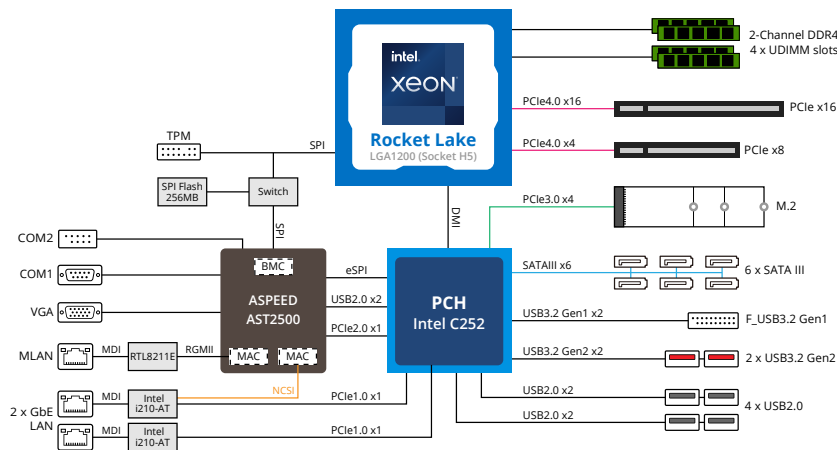 intel.
XEON
Rocket Lake
LGA1200 (Socket H5)
2-Channel DDR4
4 x UDIMM slots
PCIe4.0 x16
PCIe x16
PCIe4.0 x4
PCIe x8
PCIe3.0 x4
M.2
TPM
SPI
SPI Flash
256MB
Switch
SPI
DMI
COM2
COM1
VGA
BMC
ASPEED
AST2500
MAC
MAC
eSPI
USB2.0 x2
PCIe2.0 x1
PCH
Intel C252
SATAIII x6
6 x SATA III
USB3.2 Gen1 x2
F_USB3.2 Gen1
USB3.2 Gen2 x2
2 x USB3.2 Gen2
USB2.0 x2
USB2.0 x2
4 x USB2.0
MLAN
MDI
RTL8211E
RGMII
NCSI
2 x GbE
LAN
MDI
Intel
i210-AT
PCIe1.0 x1
MDI
Intel
i210-AT
PCIe1.0 x1